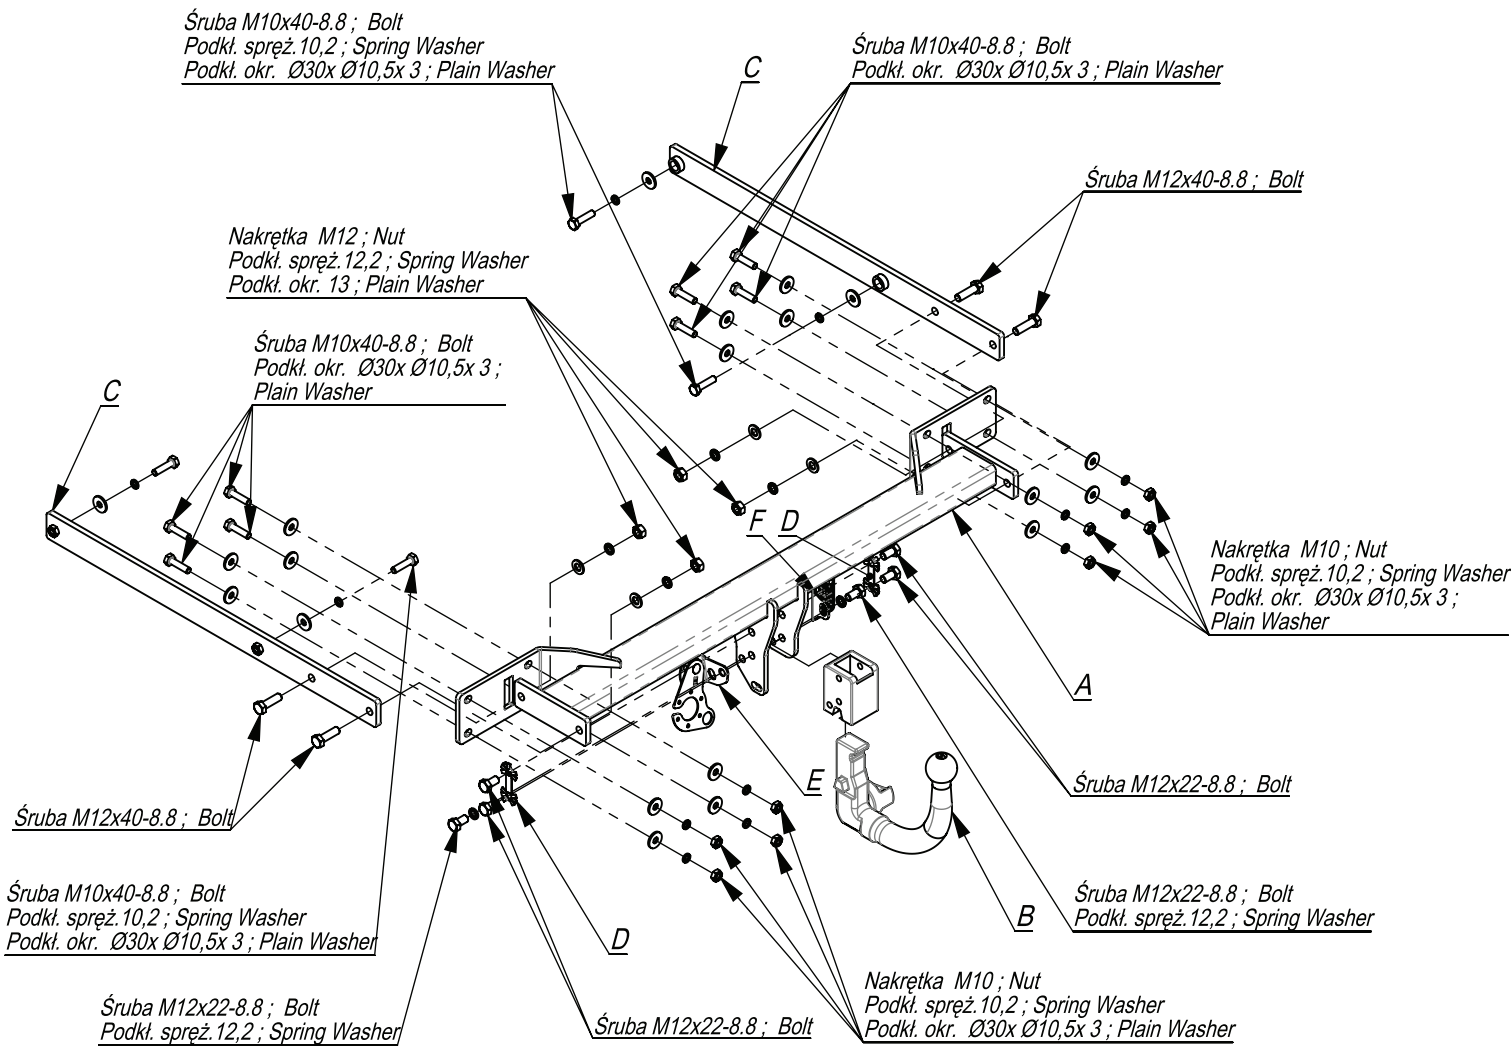 Śruba M10x40-8.8 ;  Bolt
Podkł. spręż.10,2 ; Spring Washer
Podkł. okr.  Ø30x Ø10,5x 3 ; Plain Washer
C
Śruba M10x40-8.8 ;  Bolt
Podkł. okr.  Ø30x Ø10,5x 3 ; Plain Washer
Śruba M12x40-8.8 ;  Bolt
Nakrętka  M12 ; Nut
Podkł. spręż.12,2 ; Spring Washer
Podkł. okr. 13 ; Plain Washer
Śruba M10x40-8.8 ;  Bolt
Podkł. okr.  Ø30x Ø10,5x 3 ;
Plain Washer
C
F
D
Nakrętka  M10 ; Nut
Podkł. spręż.10,2 ; Spring Washer
Podkł. okr.  Ø30x Ø10,5x 3 ;
Plain Washer
A
E
Śruba M12x22-8.8 ;  Bolt
Śruba M12x40-8.8 ;  Bolt
Śruba M10x40-8.8 ;  Bolt
Podkł. spręż.10,2 ; Spring Washer
Podkł. okr.  Ø30x Ø10,5x 3 ; Plain Washer
D
B
Śruba M12x22-8.8 ;  Bolt
Podkł. spręż.12,2 ; Spring Washer
Śruba M12x22-8.8 ;  Bolt
Podkł. spręż.12,2 ; Spring Washer
Śruba M12x22-8.8 ;  Bolt
Nakrętka  M10 ; Nut
Podkł. spręż.10,2 ; Spring Washer
Podkł. okr.  Ø30x Ø10,5x 3 ; Plain Washer